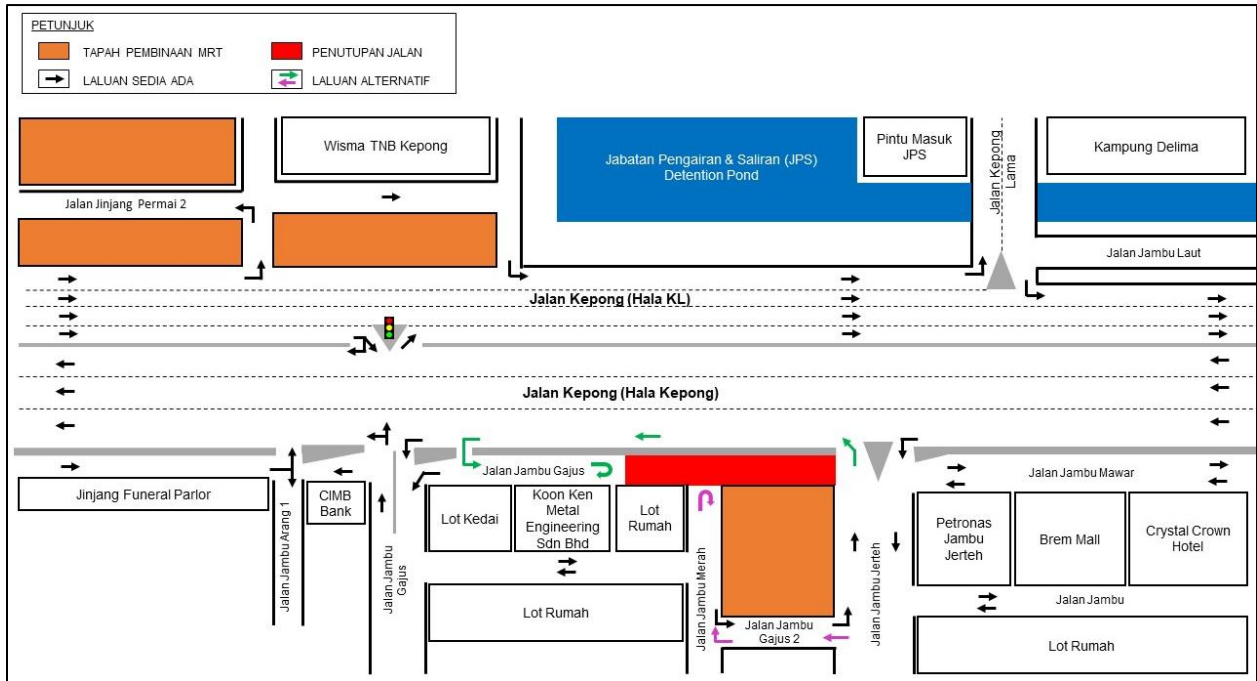 PETUNJUK
TAPAH PEMBINAAN MRT
PENUTUPAN JALAN
LALUAN SEDIA ADA
LALUAN ALTERNATIF
Wisma TNB Kepong
Jabatan Pengairan & Saliran (JPS)
Detention Pond
Pintu Masuk
JPS
Jalan Kepong
Lama
Kampung Delima
Jalan Jinjang Permai 2
Jalan Jambu Laut
Jalan Kepong (Hala KL)
Jalan Kepong (Hala Kepong)
Jinjang Funeral Parlor
Jalan Jambu Arang 1
CIMB
Bank
Jalan Jambu
Gajus
Jalan Jambu Gajus
Lot Kedai
Koon Ken
Metal
Engineering
Sdn Bhd
Lot
Rumah
Lot Rumah
Jalan Jambu Merah
Jalan Jambu
Gajus 2
Jalan Jambu Jerteh
Jalan Jambu Mawar
Petronas
Jambu
Jerteh
Brem Mall
Crystal Crown
Hotel
Jalan Jambu
Lot Rumah